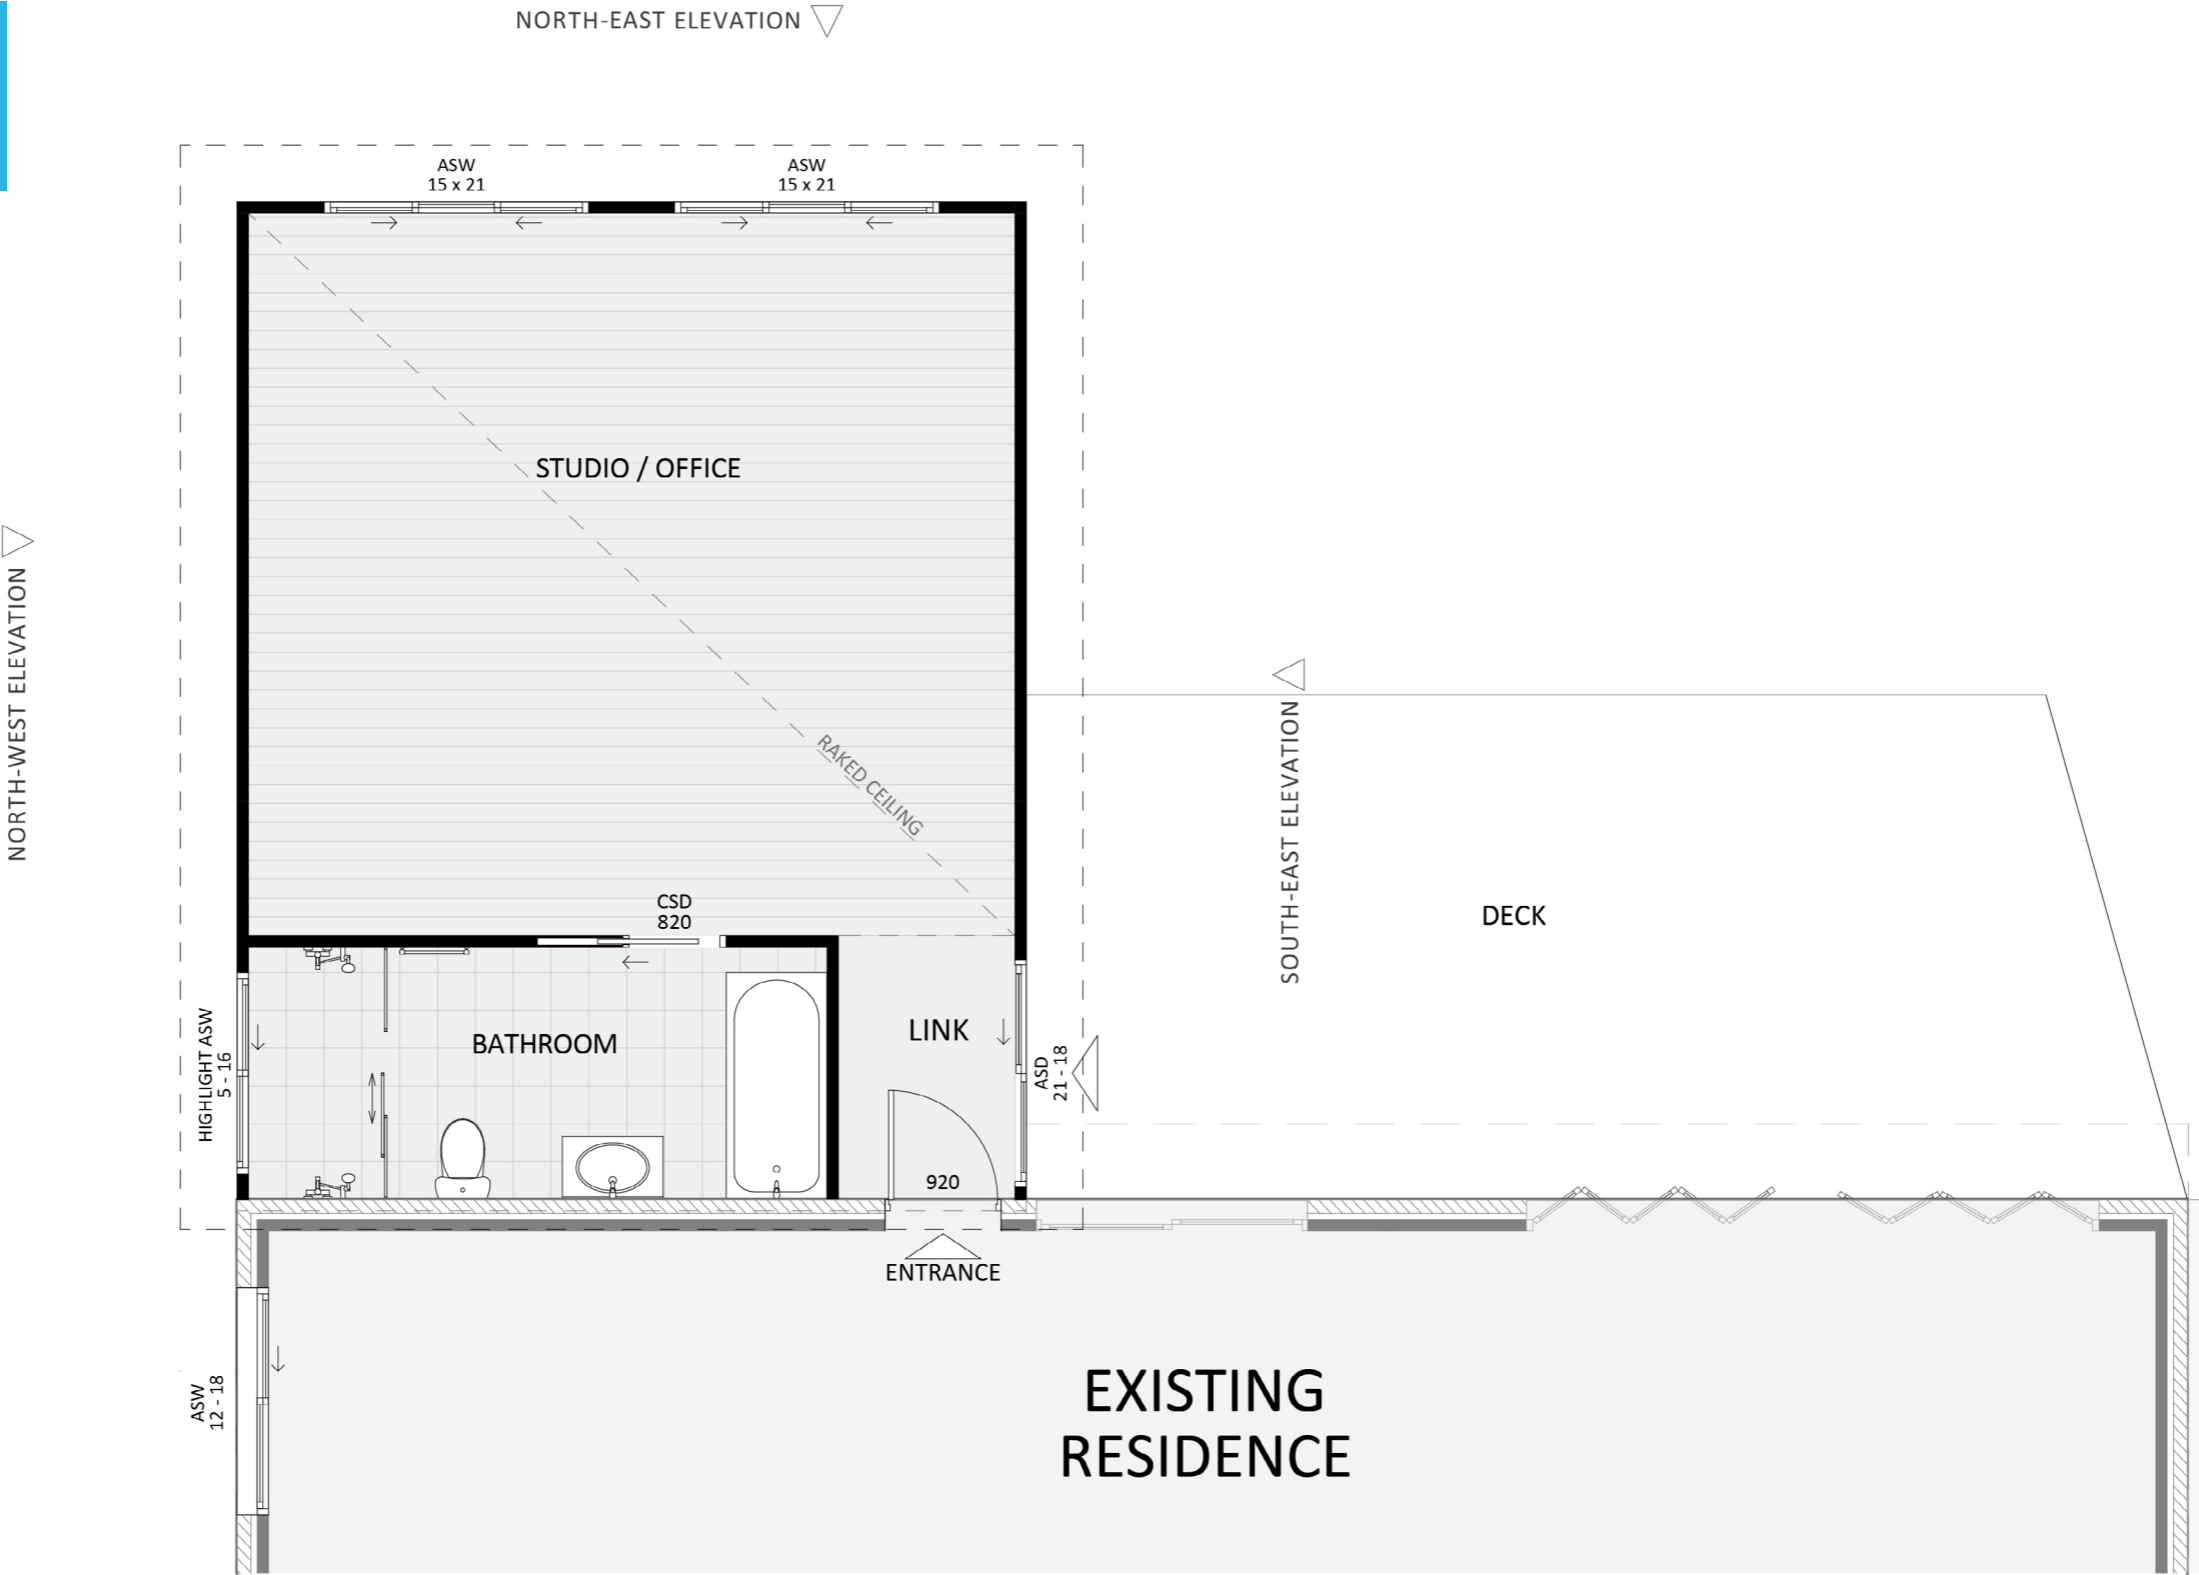 NORTH-EAST ELEVATION
ASW
15 x 21
ASW
15 x 21
STUDIO / OFFICE
NORTH-WEST ELEVATION
RAKED CEILING
SOUTH-EAST ELEVATION
CSD
820
DECK
HIGHLIGHT ASW
5 - 16
BATHROOM
LINK
ASD
21 - 18
920
ENTRANCE
ASW
12 - 18
EXISTING
RESIDENCE